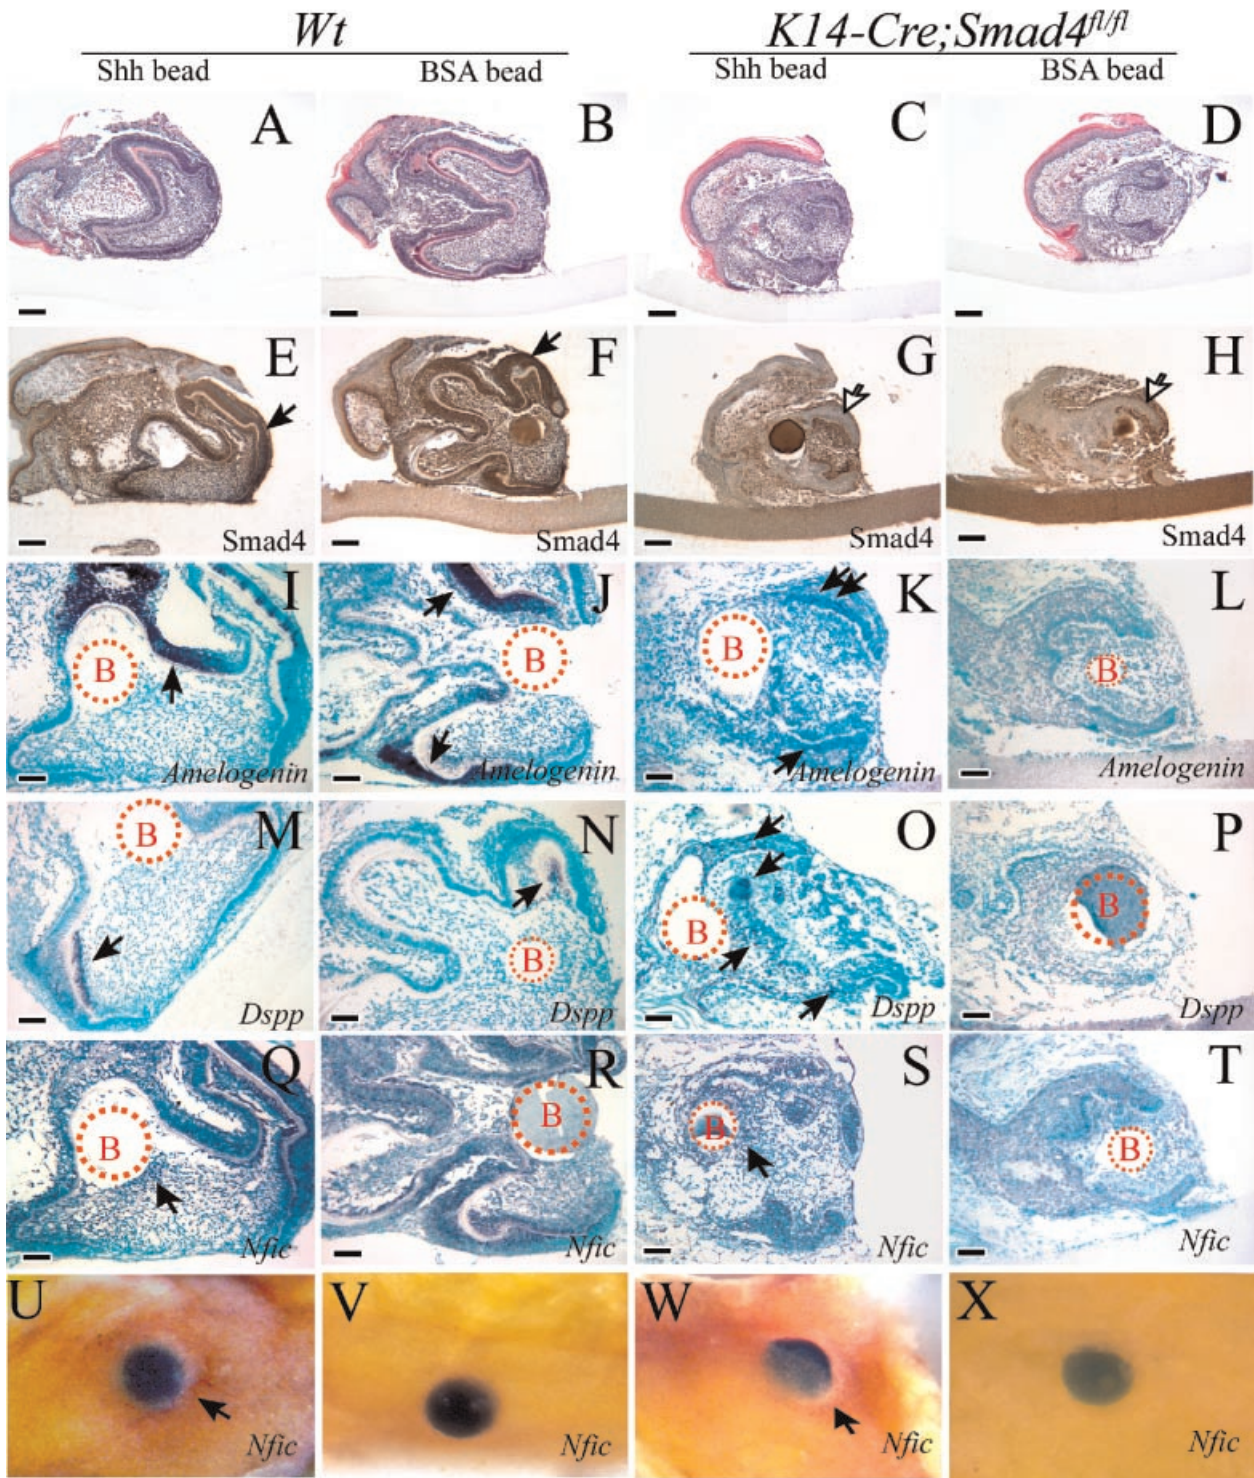 Wt K14-Cre;Smad4fl/fl
Shh bead BSA bead Shh bead BSA bead
A B C D
E F G H
Smad4 Smad4 Smad4 Smad4
I J K L
B B B B
Amelogenin Amelogenin Amelogenin Amelogenin
M N O P
B B B B
Dspp Dspp Dspp Dspp
Q R S T
B B B B
Nfic Nfic Nfic Nfic
U V W X
Nfic Nfic Nfic Nfic